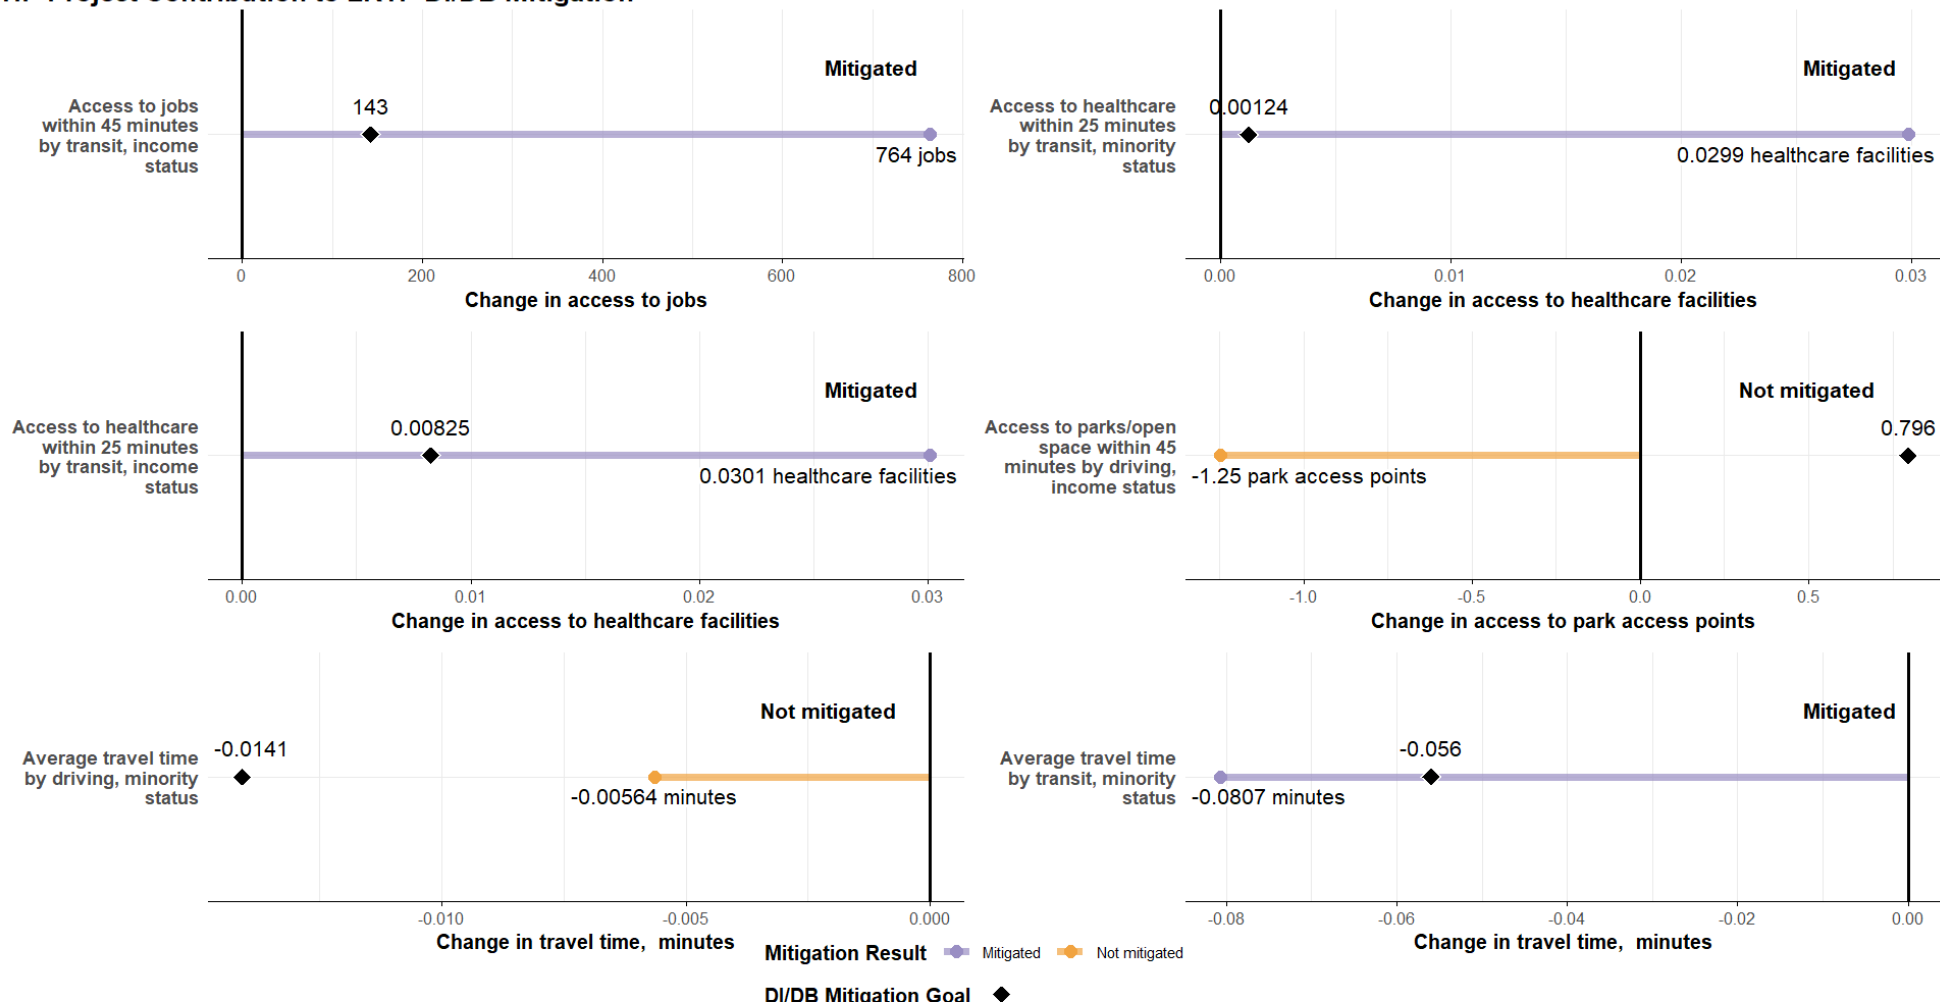 Project Contribution to LRTP DI/DB Mitigation
Mitigated
Access to jobs
within 45 minutes
by transit, income
status
143
764 jobs
0 200 400 600 800
Change in access to jobs
Mitigated
Access to healthcare
within 25 minutes
by transit, minority
status
0.00124
0.0299 healthcare facilities
0.00 0.01 0.02 0.03
Change in access to healthcare facilities
Mitigated
Access to healthcare
within 25 minutes
by transit, income
status
0.00825
0.0301 healthcare facilities
0.00 0.01 0.02 0.03
Change in access to healthcare facilities
Not mitigated
Access to parks/open
space within 45
minutes by driving,
income status
0.796
-1.25 park access points
-1.0 -0.5 0.0 0.5
Change in access to park access points
Not mitigated
Average travel time
by driving, minority
status
-0.0141
-0.00564 minutes
-0.010 -0.005 0.000
Change in travel time, minutes
Mitigated
Average travel time
by transit, minority
status
-0.056
-0.0807 minutes
-0.08 -0.06 -0.04 -0.02 0.00
Change in travel time, minutes
Mitigation Result Mitigated Not mitigated
DI/DB Mitigation Goal